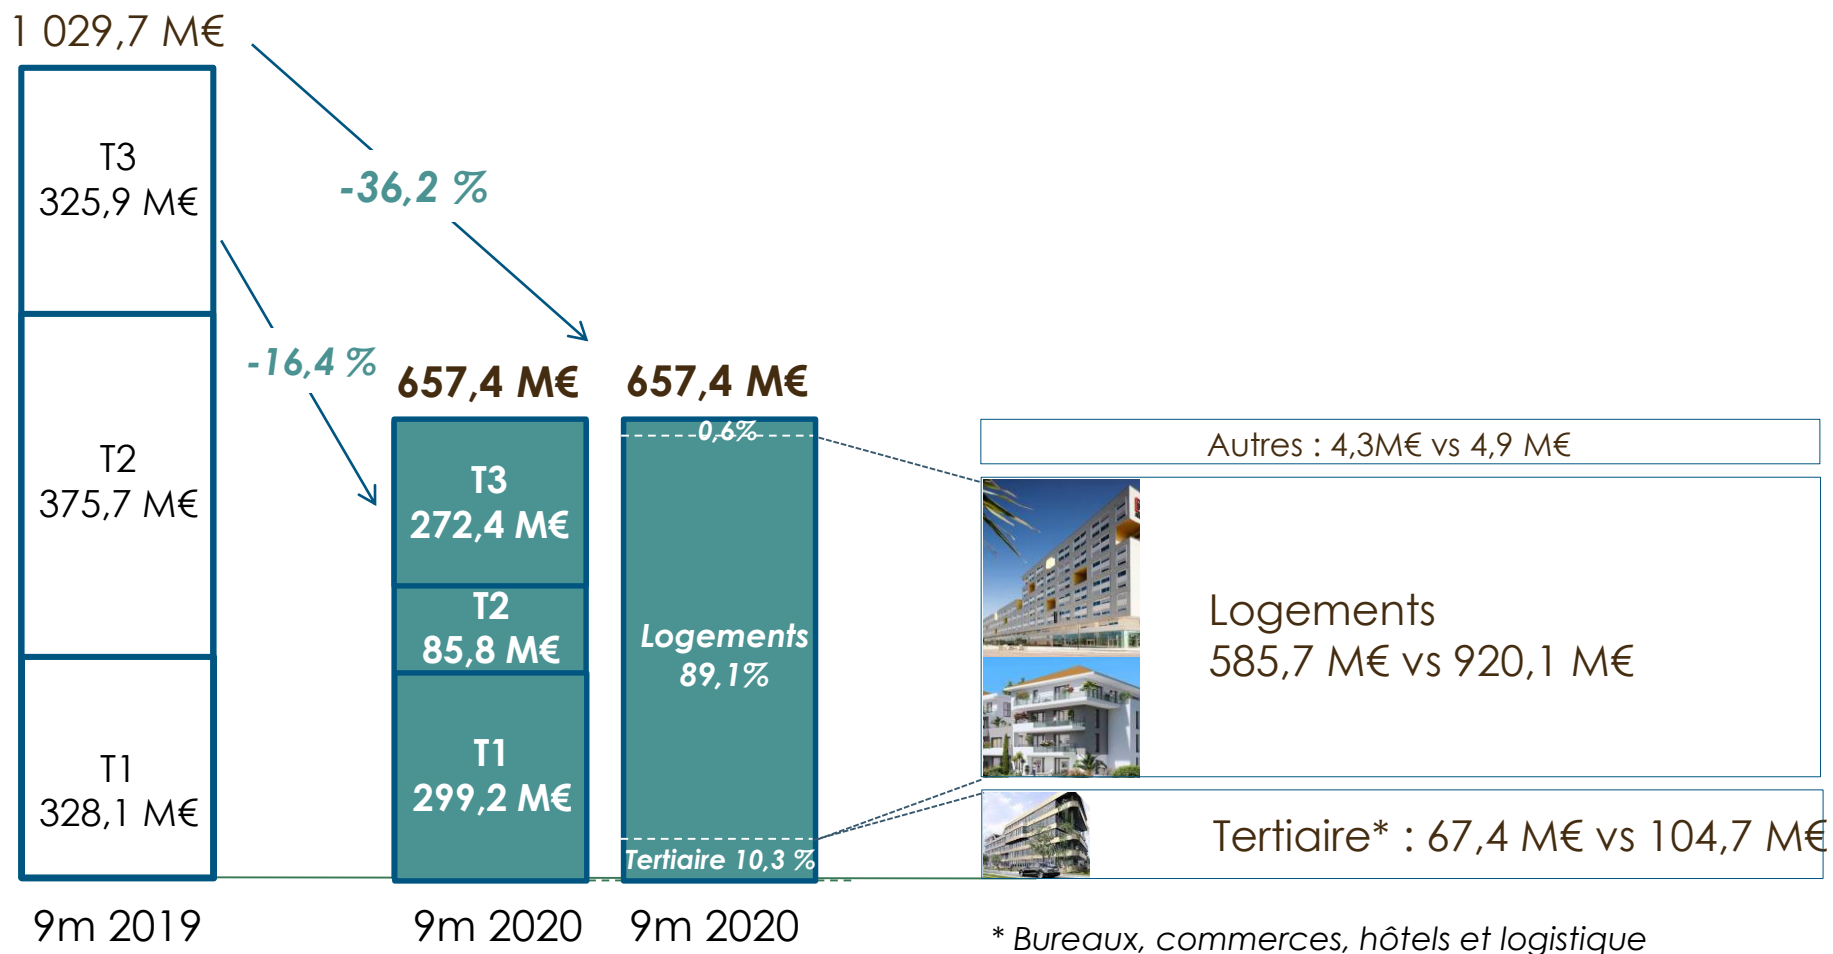 1 029,7 M€
T3
325,9 M€
T2
375,7 M€
T1
328,1 M€
9m 2019
-36,2 %
-16,4 %
657,4 M€
T3
272,4 M€
T2
85,8 M€
T1
299,2 M€
9m 2020
657,4 M€
0,6%
Logements
89,1%
Tertiaire 10,3 %
9m 2020
Autres : 4,3M€ vs 4,9 M€
Logements
585,7 M€ vs 920,1 M€
Tertiaire* : 67,4 M€ vs 104,7 M€
* Bureaux, commerces, hôtels et logistique